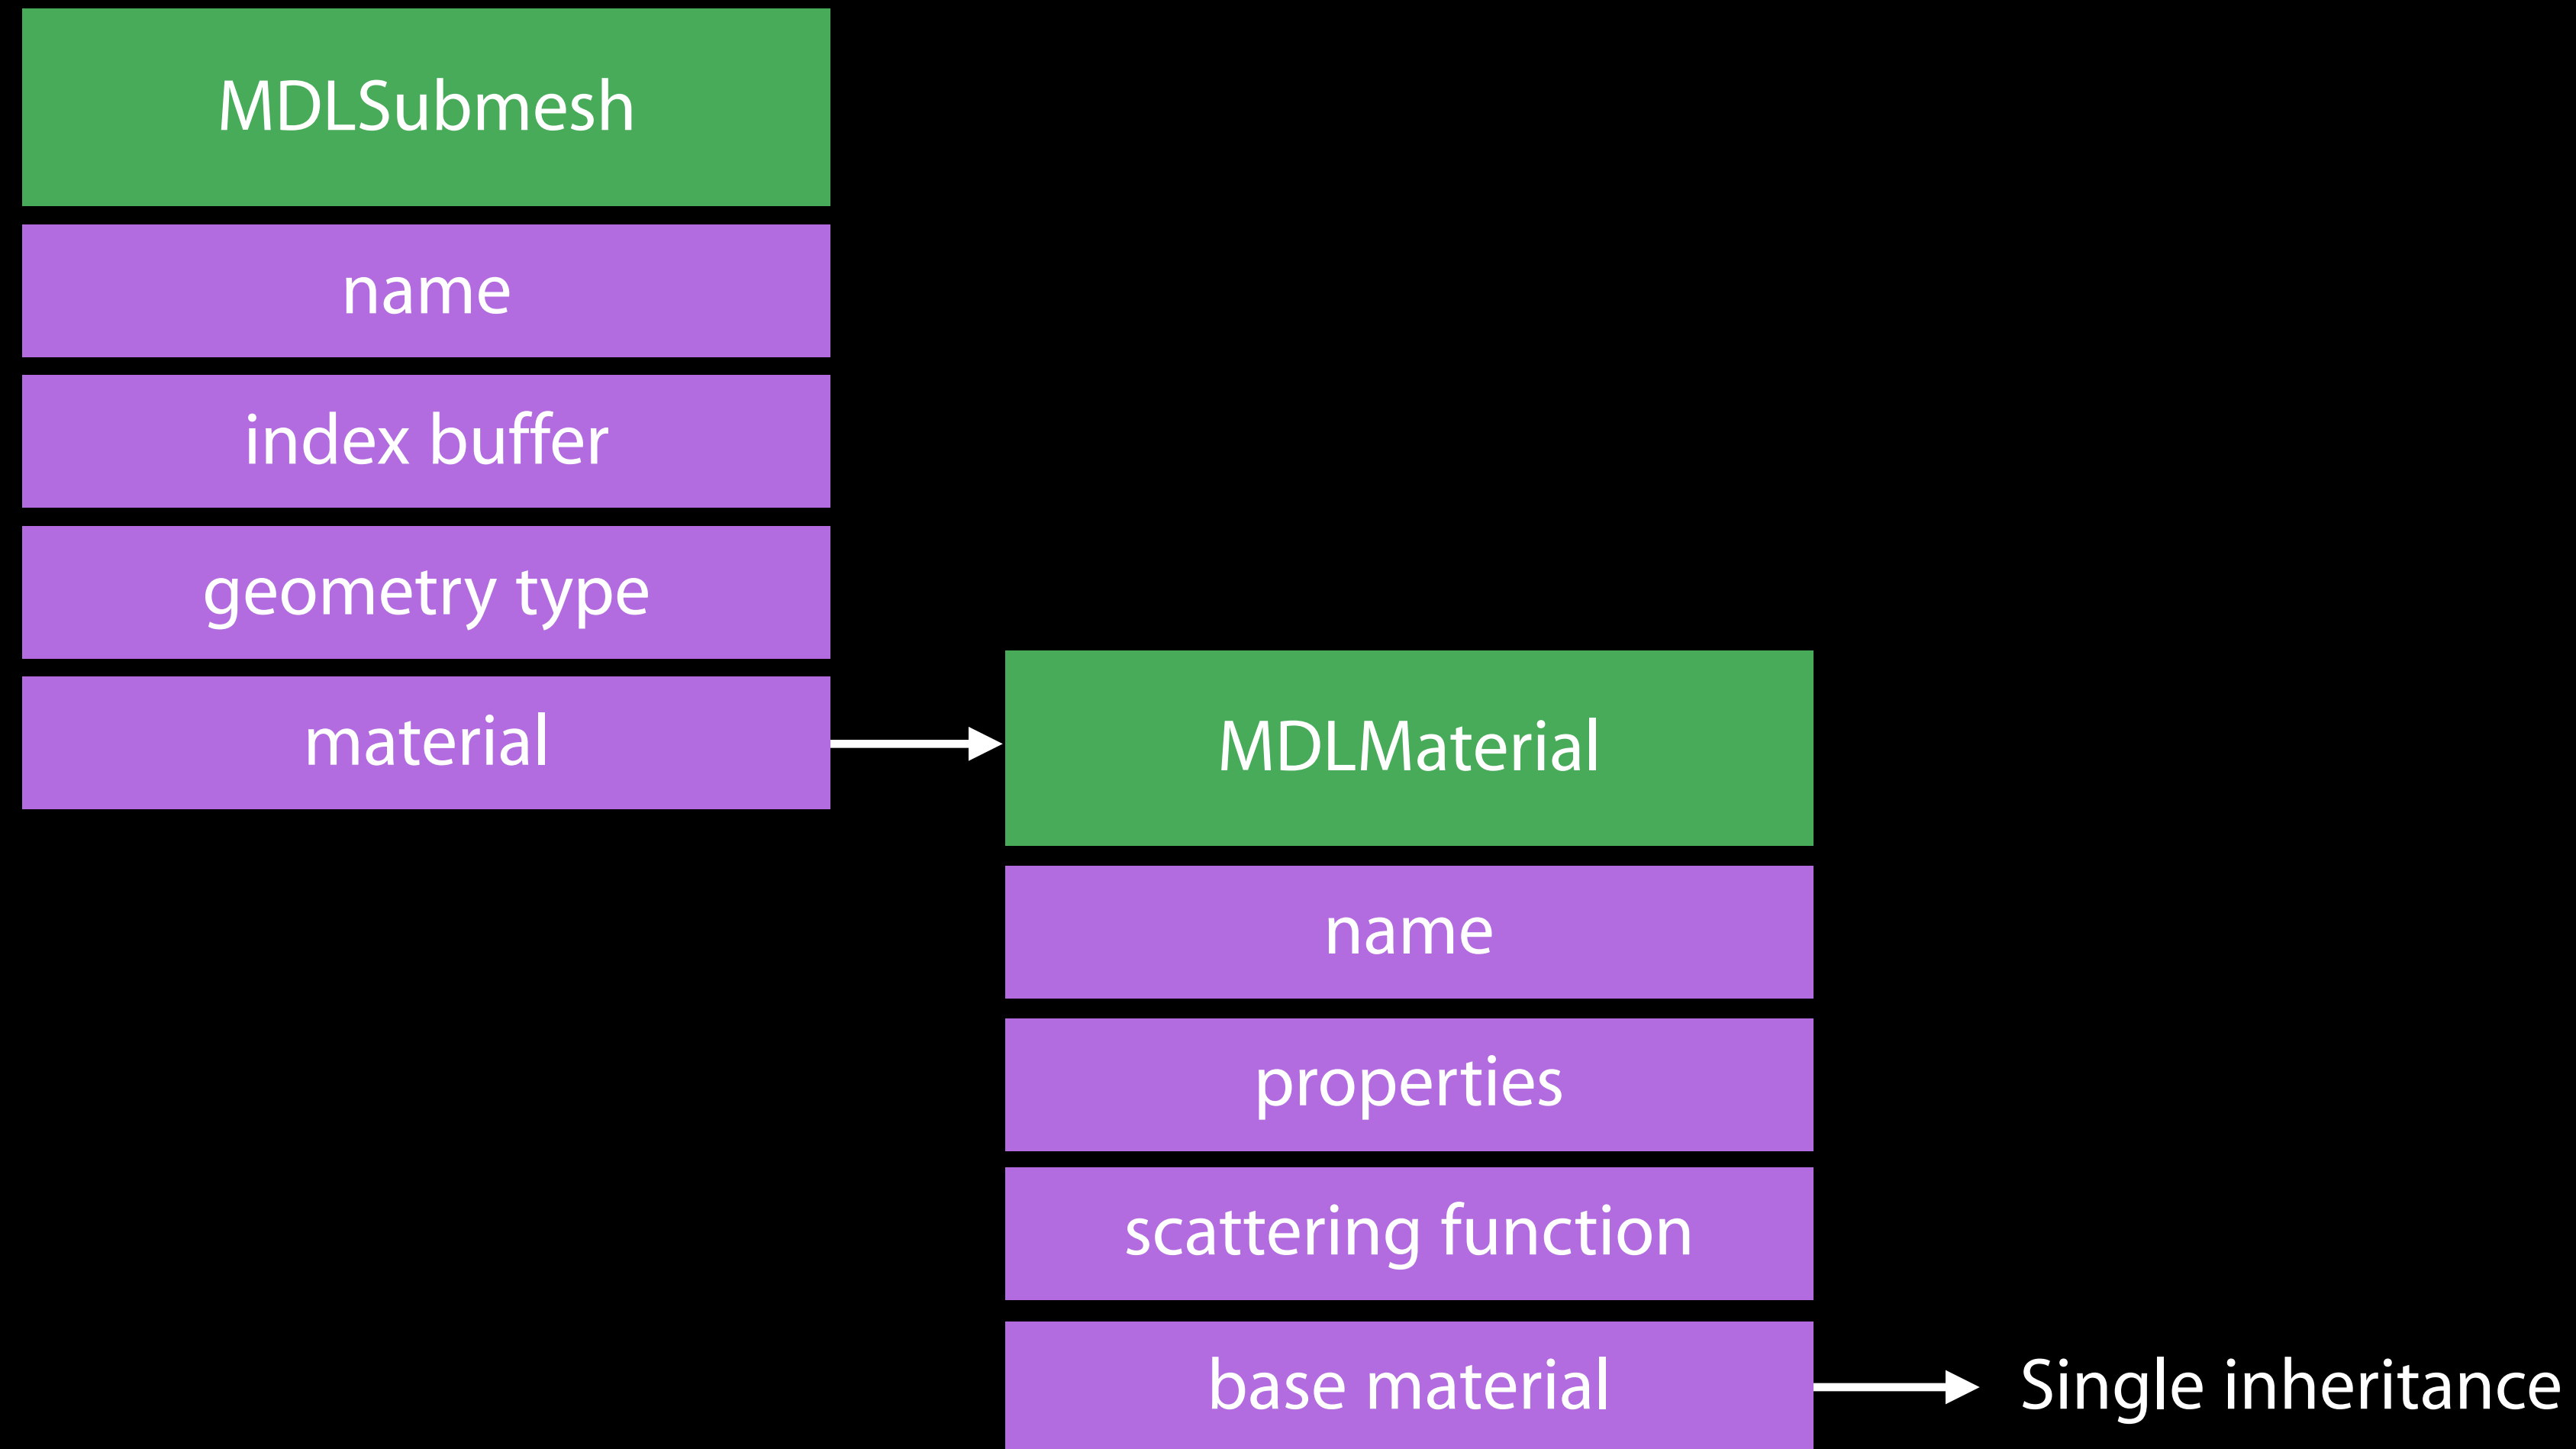 MDLSubmesh
name
index buffer
geometry type
material
MDLMaterial
name
properties
scattering function
base material
Single inheritance